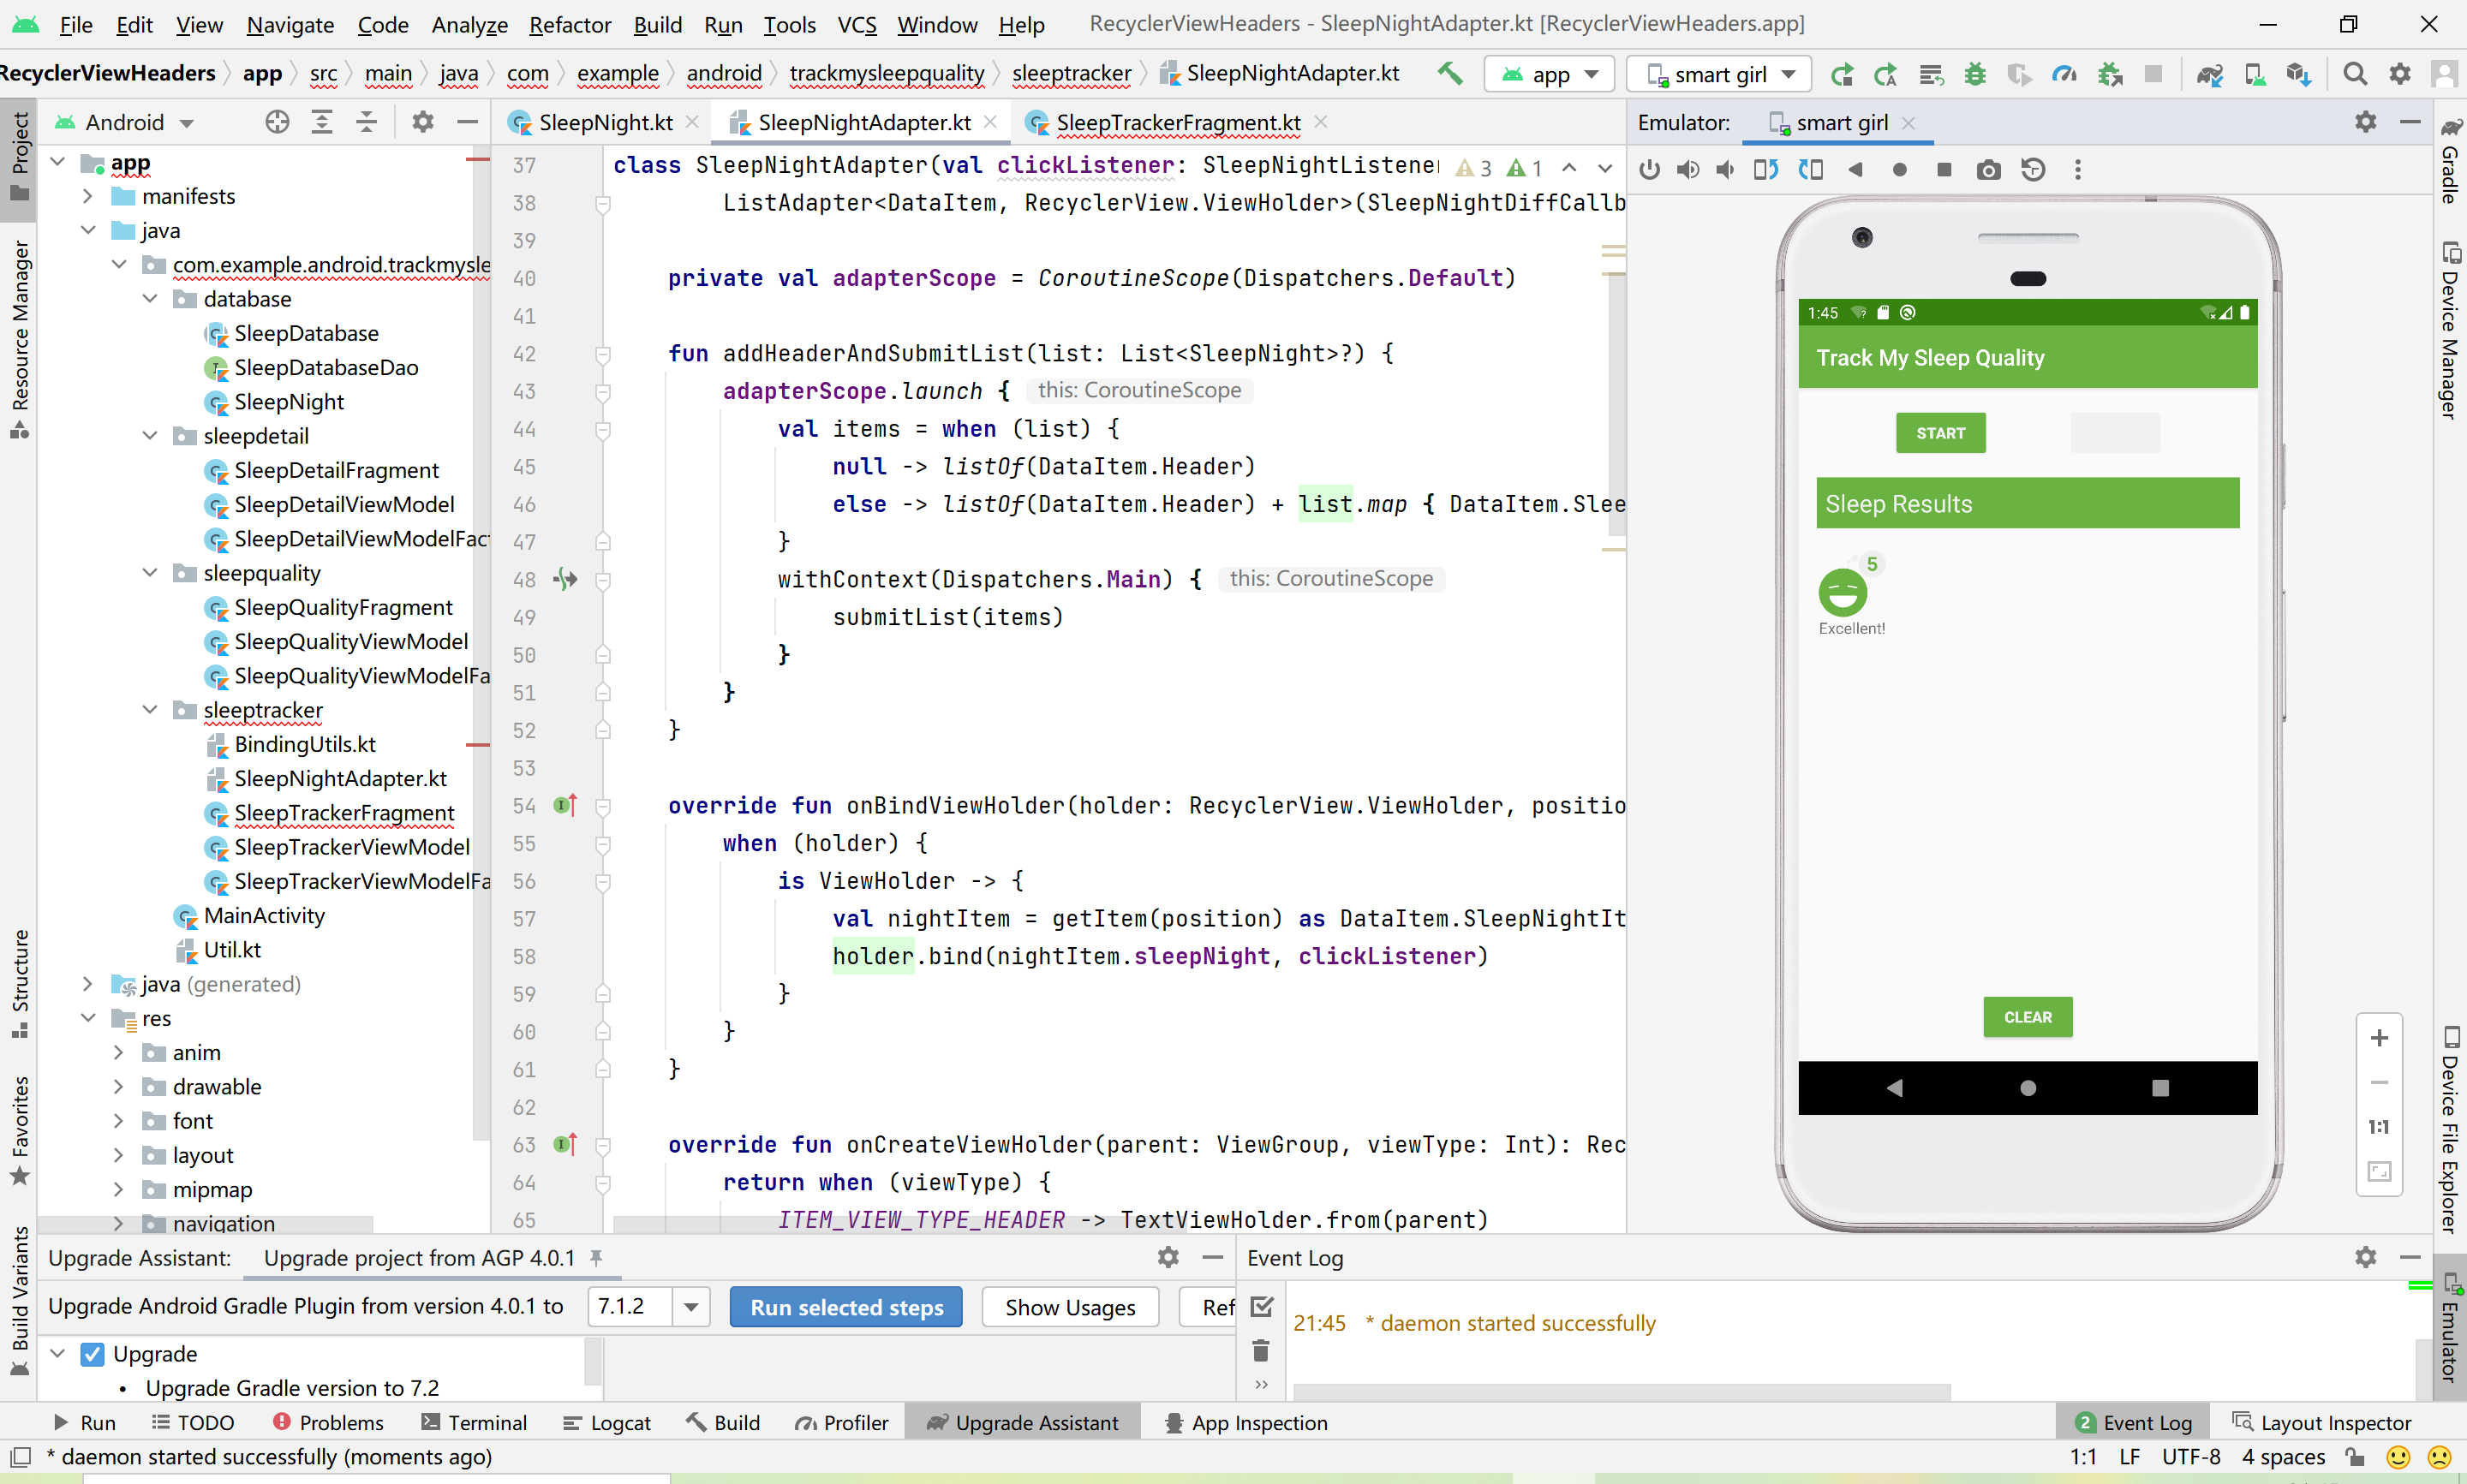 File Edit View Navigate Code Analyze Refactor Build Run Tools VCS Window Help RecyclerViewHeaders - SleepNightAdapter.kt [RecyclerViewHeaders.app]
RecyclerViewHeaders app src main java com example android trackmysleepquality sleeptracker SleepNightAdapter.kt app smart girl
Project
Resource Manager
Structure
Favorites
Build Variants
Android
app
manifests
java
com.example.android.trackmysle
database
SleepDatabase
SleepDatabaseDao
SleepNight
sleepdetail
SleepDetailFragment
SleepDetailViewModel
SleepDetailViewModelFact
sleepquality
SleepQualityFragment
SleepQualityViewModel
SleepQualityViewModelFa
sleeptracker
BindingUtils.kt
SleepNightAdapter.kt
SleepTrackerFragment
SleepTrackerViewModel
SleepTrackerViewModelFa
MainActivity
Util.kt
java (generated)
res
anim
drawable
font
layout
mipmap
navigation
SleepNight.kt SleepNightAdapter.kt SleepTrackerFragment.kt
3 1
37 class SleepNightAdapter(val clickListener: SleepNightListener
38 ListAdapter<DataItem, RecyclerView.ViewHolder>(SleepNightDiffCallb
39
40 private val adapterScope = CoroutineScope(Dispatchers.Default)
41
42 fun addHeaderAndSubmitList(list: List<SleepNight>?) {
43 adapterScope.launch { this: CoroutineScope
44 val items = when (list) {
45 null -> listOf(DataItem.Header)
46 else -> listOf(DataItem.Header) + list.map { DataItem.Slee
47 }
48 withContext(Dispatchers.Main) { this: CoroutineScope
49 submitList(items)
50 }
51 }
52 }
53
54 override fun onBindViewHolder(holder: RecyclerView.ViewHolder, positio
55 when (holder) {
56 is ViewHolder -> {
57 val nightItem = getItem(position) as DataItem.SleepNightIt
58 holder.bind(nightItem.sleepNight, clickListener)
59 }
60 }
61 }
62
63 override fun onCreateViewHolder(parent: ViewGroup, viewType: Int): Rec
64 return when (viewType) {
65 ITEM_VIEW_TYPE_HEADER -> TextViewHolder.from(parent)
Emulator: smart girl
1:45
Track My Sleep Quality
START
Sleep Results
5
Excellent!
CLEAR
1:1
Gradle
Device Manager
Device File Explorer
Emulator
Upgrade Assistant: Upgrade project from AGP 4.0.1
Upgrade Android Gradle Plugin from version 4.0.1 to 7.1.2 Run selected steps Show Usages Ref
Upgrade
• Upgrade Gradle version to 7.2
Event Log
21:45 * daemon started successfully
Run TODO Problems Terminal Logcat Build Profiler Upgrade Assistant App Inspection 2 Event Log Layout Inspector
* daemon started successfully (moments ago) 1:1 LF UTF-8 4 spaces